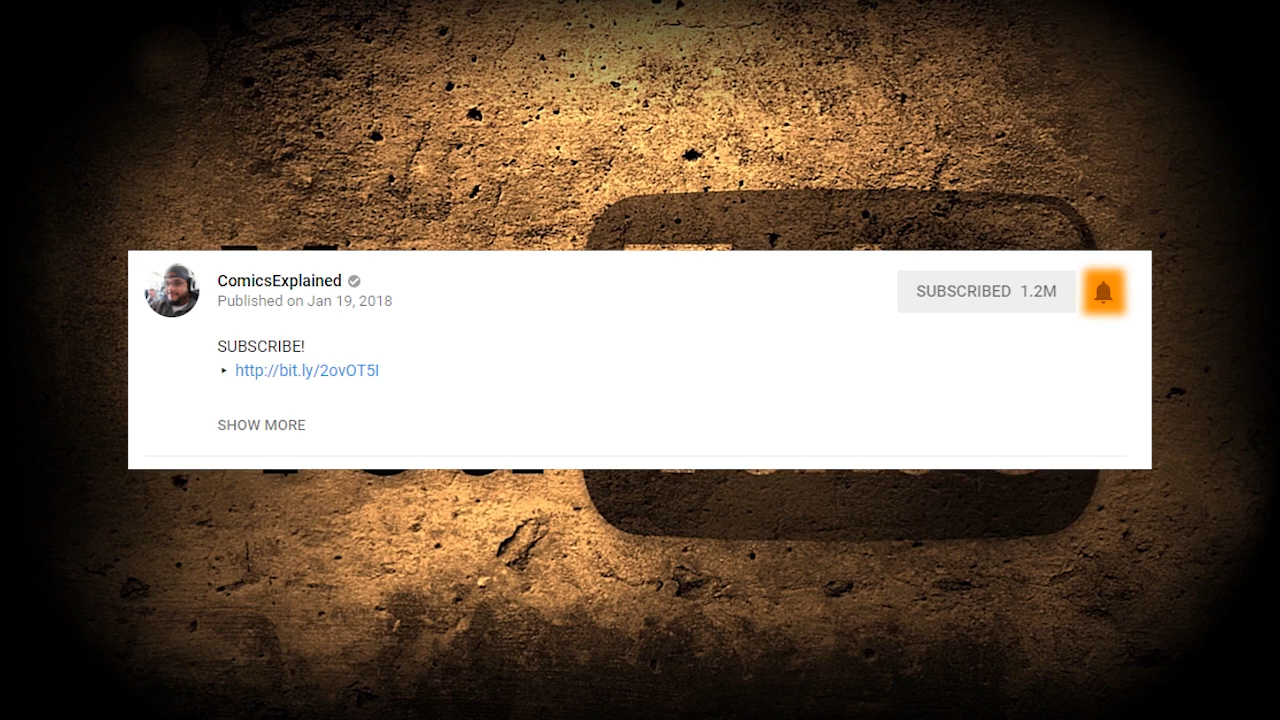 ComicsExplained
Published on Jan 19, 2018
SUBSCRIBED 1.2M
SUBSCRIBE!
‣ http://bit.ly/2ovOT5I
SHOW MORE